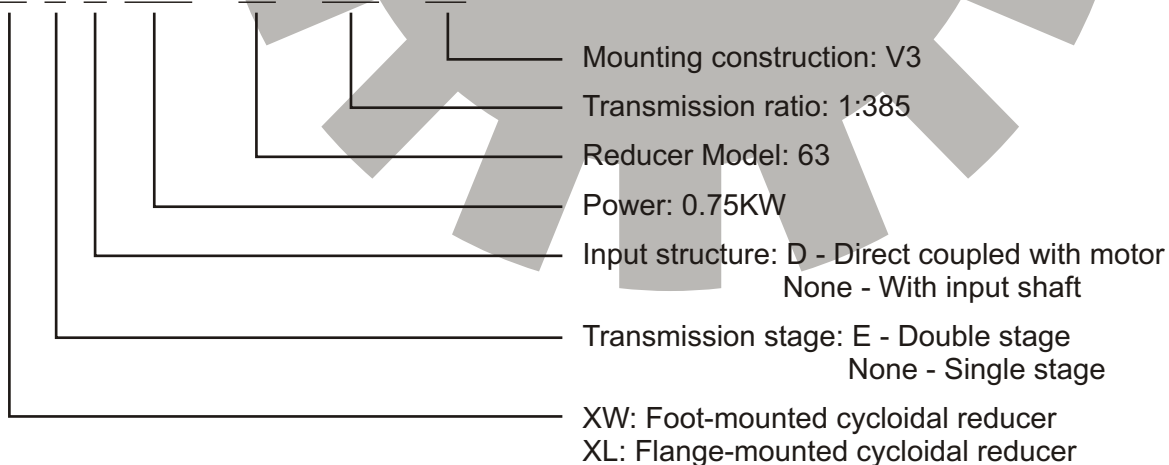 Mounting construction: V3
Transmission ratio: 1:385
Reducer Model: 63
Power: 0.75KW
Input structure: D - Direct coupled with motor
None - With input shaft
Transmission stage: E - Double stage
None - Single stage
XW: Foot-mounted cycloidal reducer
XL: Flange-mounted cycloidal reducer